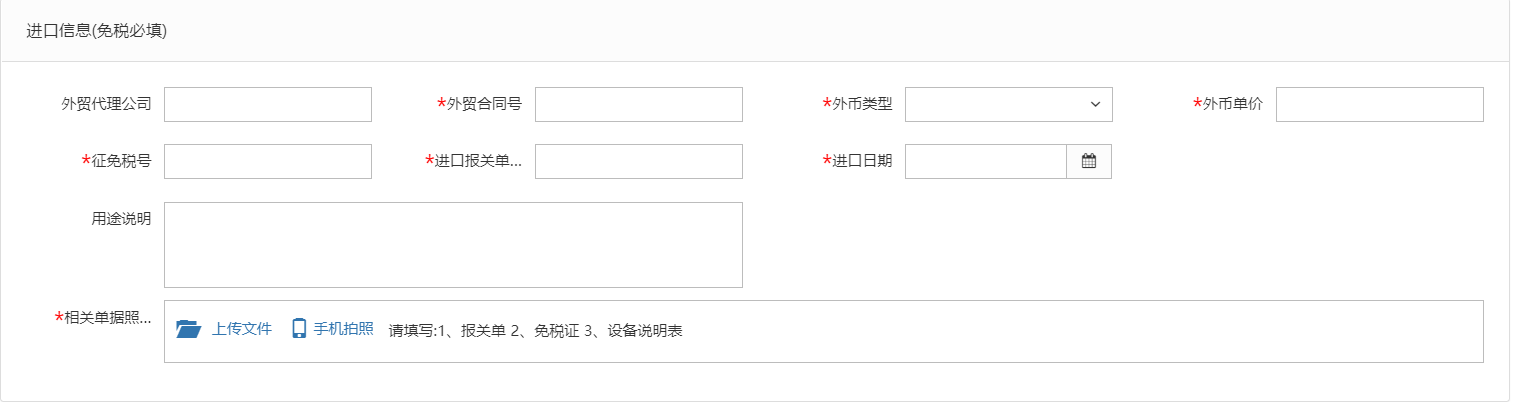 进口信息(免税必填)
外贸代理公司 *外贸合同号 *外币类型 *外币单价
*征免税号 *进口报关单... *进口日期
用途说明
*相关单据照... 上传文件 手机拍照 请填写:1、报关单 2、免税证 3、设备说明表